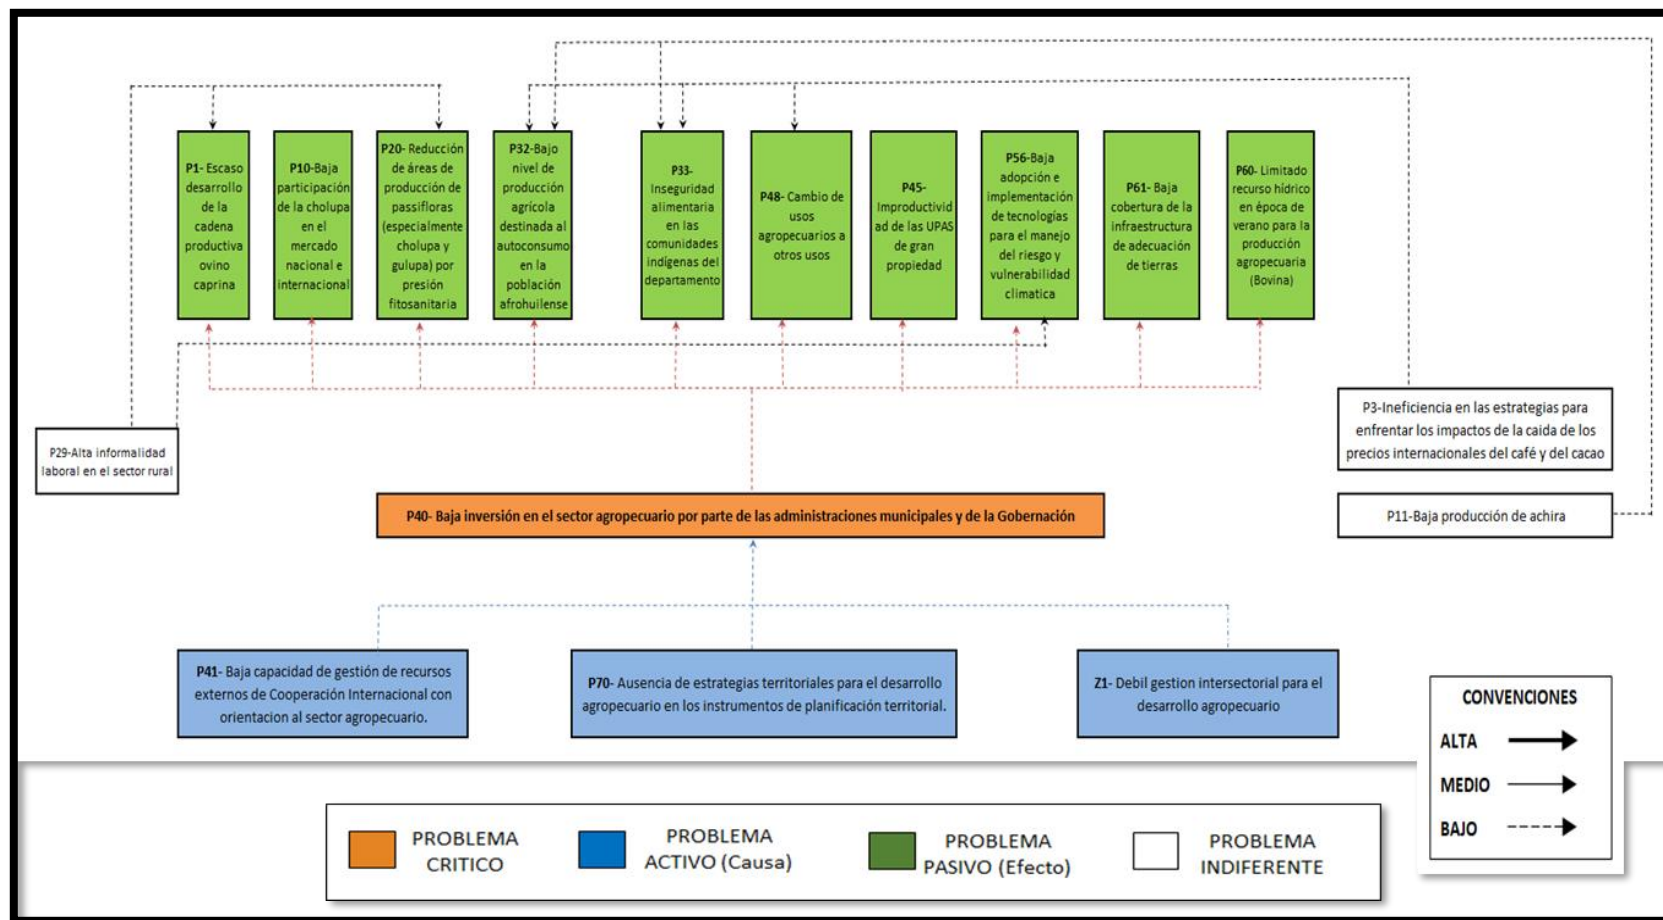 P1- Escaso
desarrollo
de la
cadena
productiva
ovino
caprina
P10-Baja
participación
de la cholupa
en el
mercado
nacional e
internacional
P20- Reducción
de áreas de
producción de
passifloras
(especialmente
cholupa y
gulupa) por
presión
fitosanitaria
P32-Bajo
nivel de
producción
agrícola
destinada al
autoconsumo
en la
población
afrohuilense
P33-
Inseguridad
alimentaria
en las
comunidades
indígenas del
departamento
P48- Cambio de
usos
agropecuarios a
otros usos
P45-
Improductivid
ad de las UPAS
de gran
propiedad
P56-Baja
adopción e
implementación
de tecnologías
para el manejo
del riesgo y
vulnerabilidad
climatica
P61- Baja
cobertura de la
infraestructura
de adecuación
de tierras
P60- Limitado
recurso hídrico
en época de
verano para la
producción
agropecuaria
(Bovina)
P29-Alta informalidad
laboral en el sector rural
P3-Ineficiencia en las estrategias para
enfrentar los impactos de la caida de los
precios internacionales del café y del cacao
P40- Baja inversión en el sector agropecuario por parte de las administraciones municipales y de la Gobernación
P11-Baja producción de achira
P41- Baja capacidad de gestión de recursos
externos de Cooperación Internacional con
orientacion al sector agropecuario.
P70- Ausencia de estrategias territoriales para el desarrollo
agropecuario en los instrumentos de planificación territorial.
Z1- Debil gestion intersectorial para el
desarrollo agropecuario
CONVENCIONES
ALTA
MEDIO
BAJO
PROBLEMA
CRITICO
PROBLEMA
ACTIVO (Causa)
PROBLEMA
PASIVO (Efecto)
PROBLEMA
INDIFERENTE